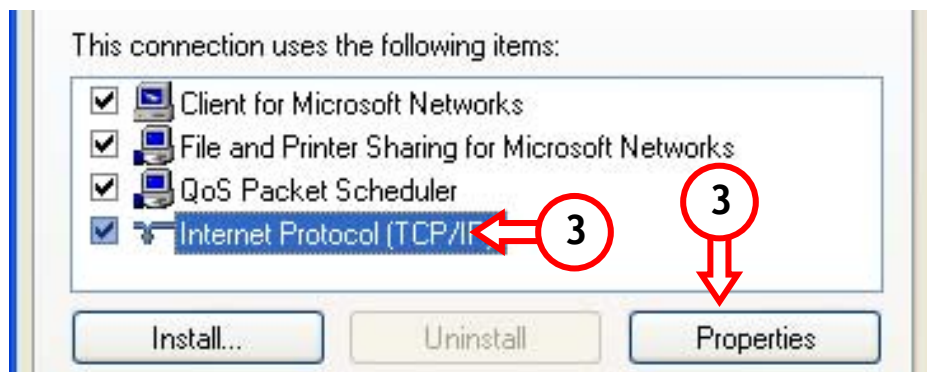 This connection uses the following items:
Client for Microsoft Networks
File and Printer Sharing for Microsoft Networks
QoS Packet Scheduler
Internet Protocol (TCP/IP)
3
3
Install...
Uninstall
Properties